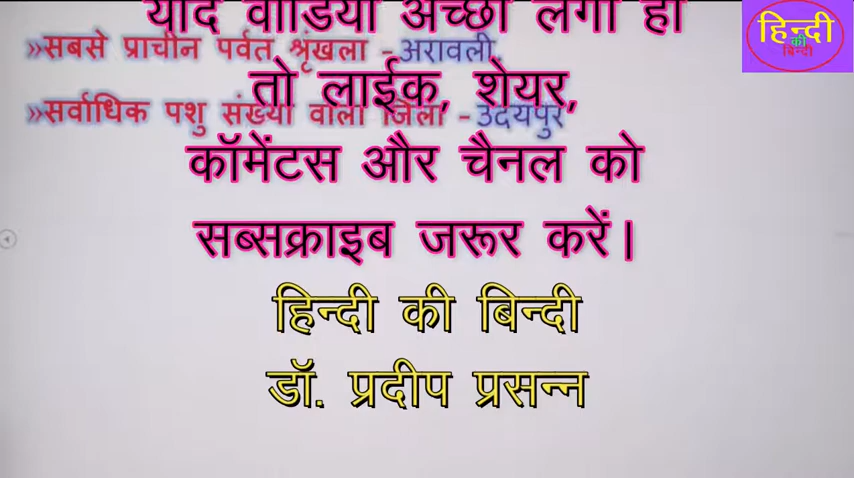 यदि वीडियो अच्छा लगा हो
»सबसे प्राचीन पर्वत श्रृंखला -अरावली
तो लाईक, शेयर,
»सर्वाधिक पशु संख्या वाला जिला -उदयपुर
कॉमेंटस और चैनल को
सब्सक्राइब जरूर करें।
हिन्दी की बिन्दी
डॉ. प्रदीप प्रसन्न
हिन्दी
की
बिन्दी